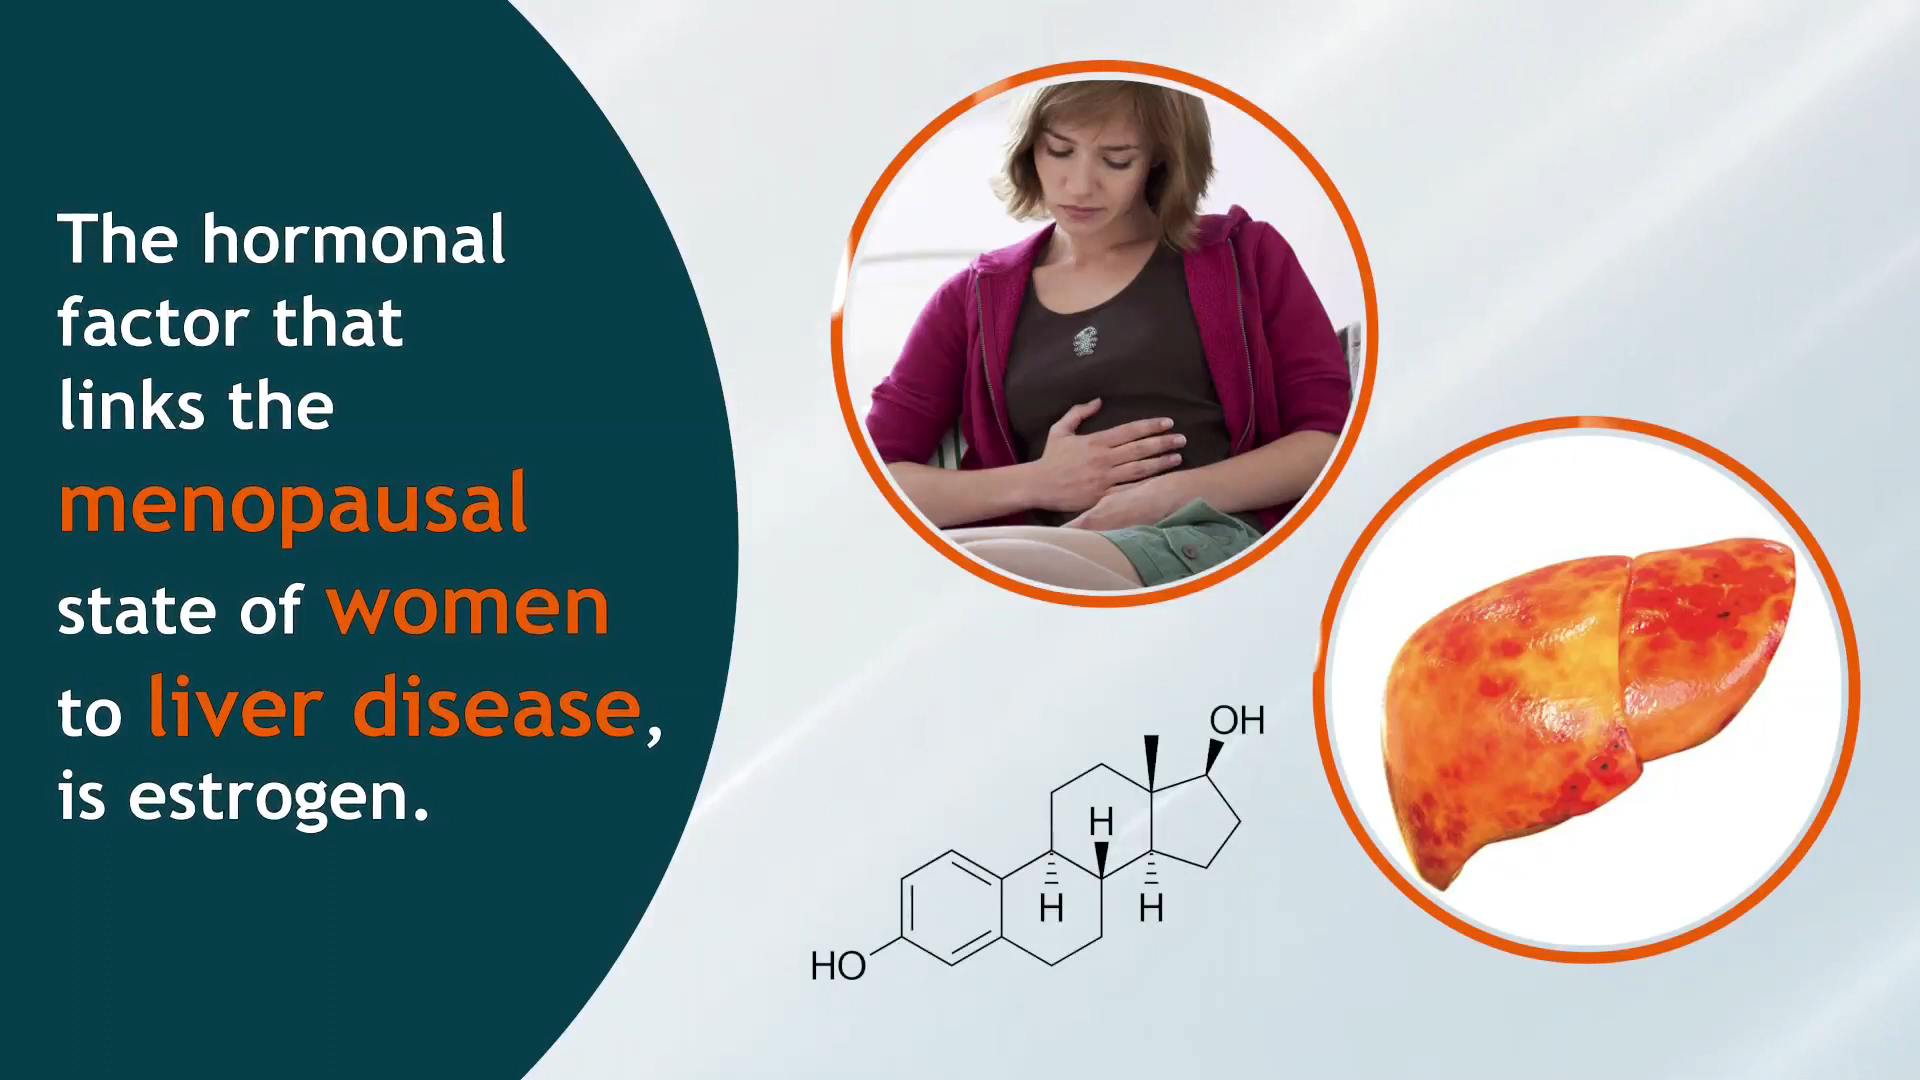 The hormonal
factor that
links the
menopausal
state of women
to liver disease,
is estrogen.
OH
H
H
H
HO